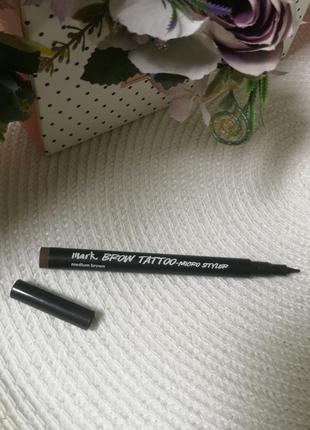 mark. BROW TATTOO-MICRO STYLER
medium brown